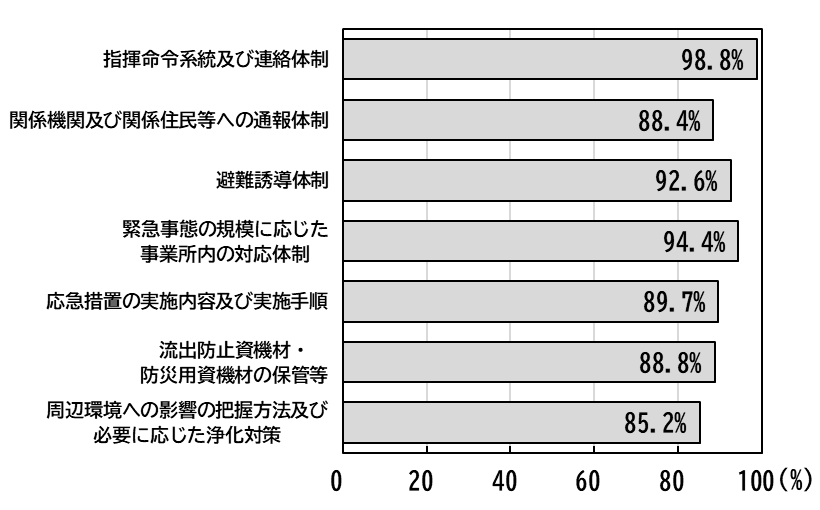 指揮命令系統及び連絡体制
98.8%
関係機関及び関係住民等への通報体制
88.4%
避難誘導体制
92.6%
緊急事態の規模に応じた
事業所内の対応体制
94.4%
応急措置の実施内容及び実施手順
89.7%
流出防止資機材・
防災用資機材の保管等
88.8%
周辺環境への影響の把握方法及び
必要に応じた浄化対策
85.2%
0 20 40 60 80 100(%)